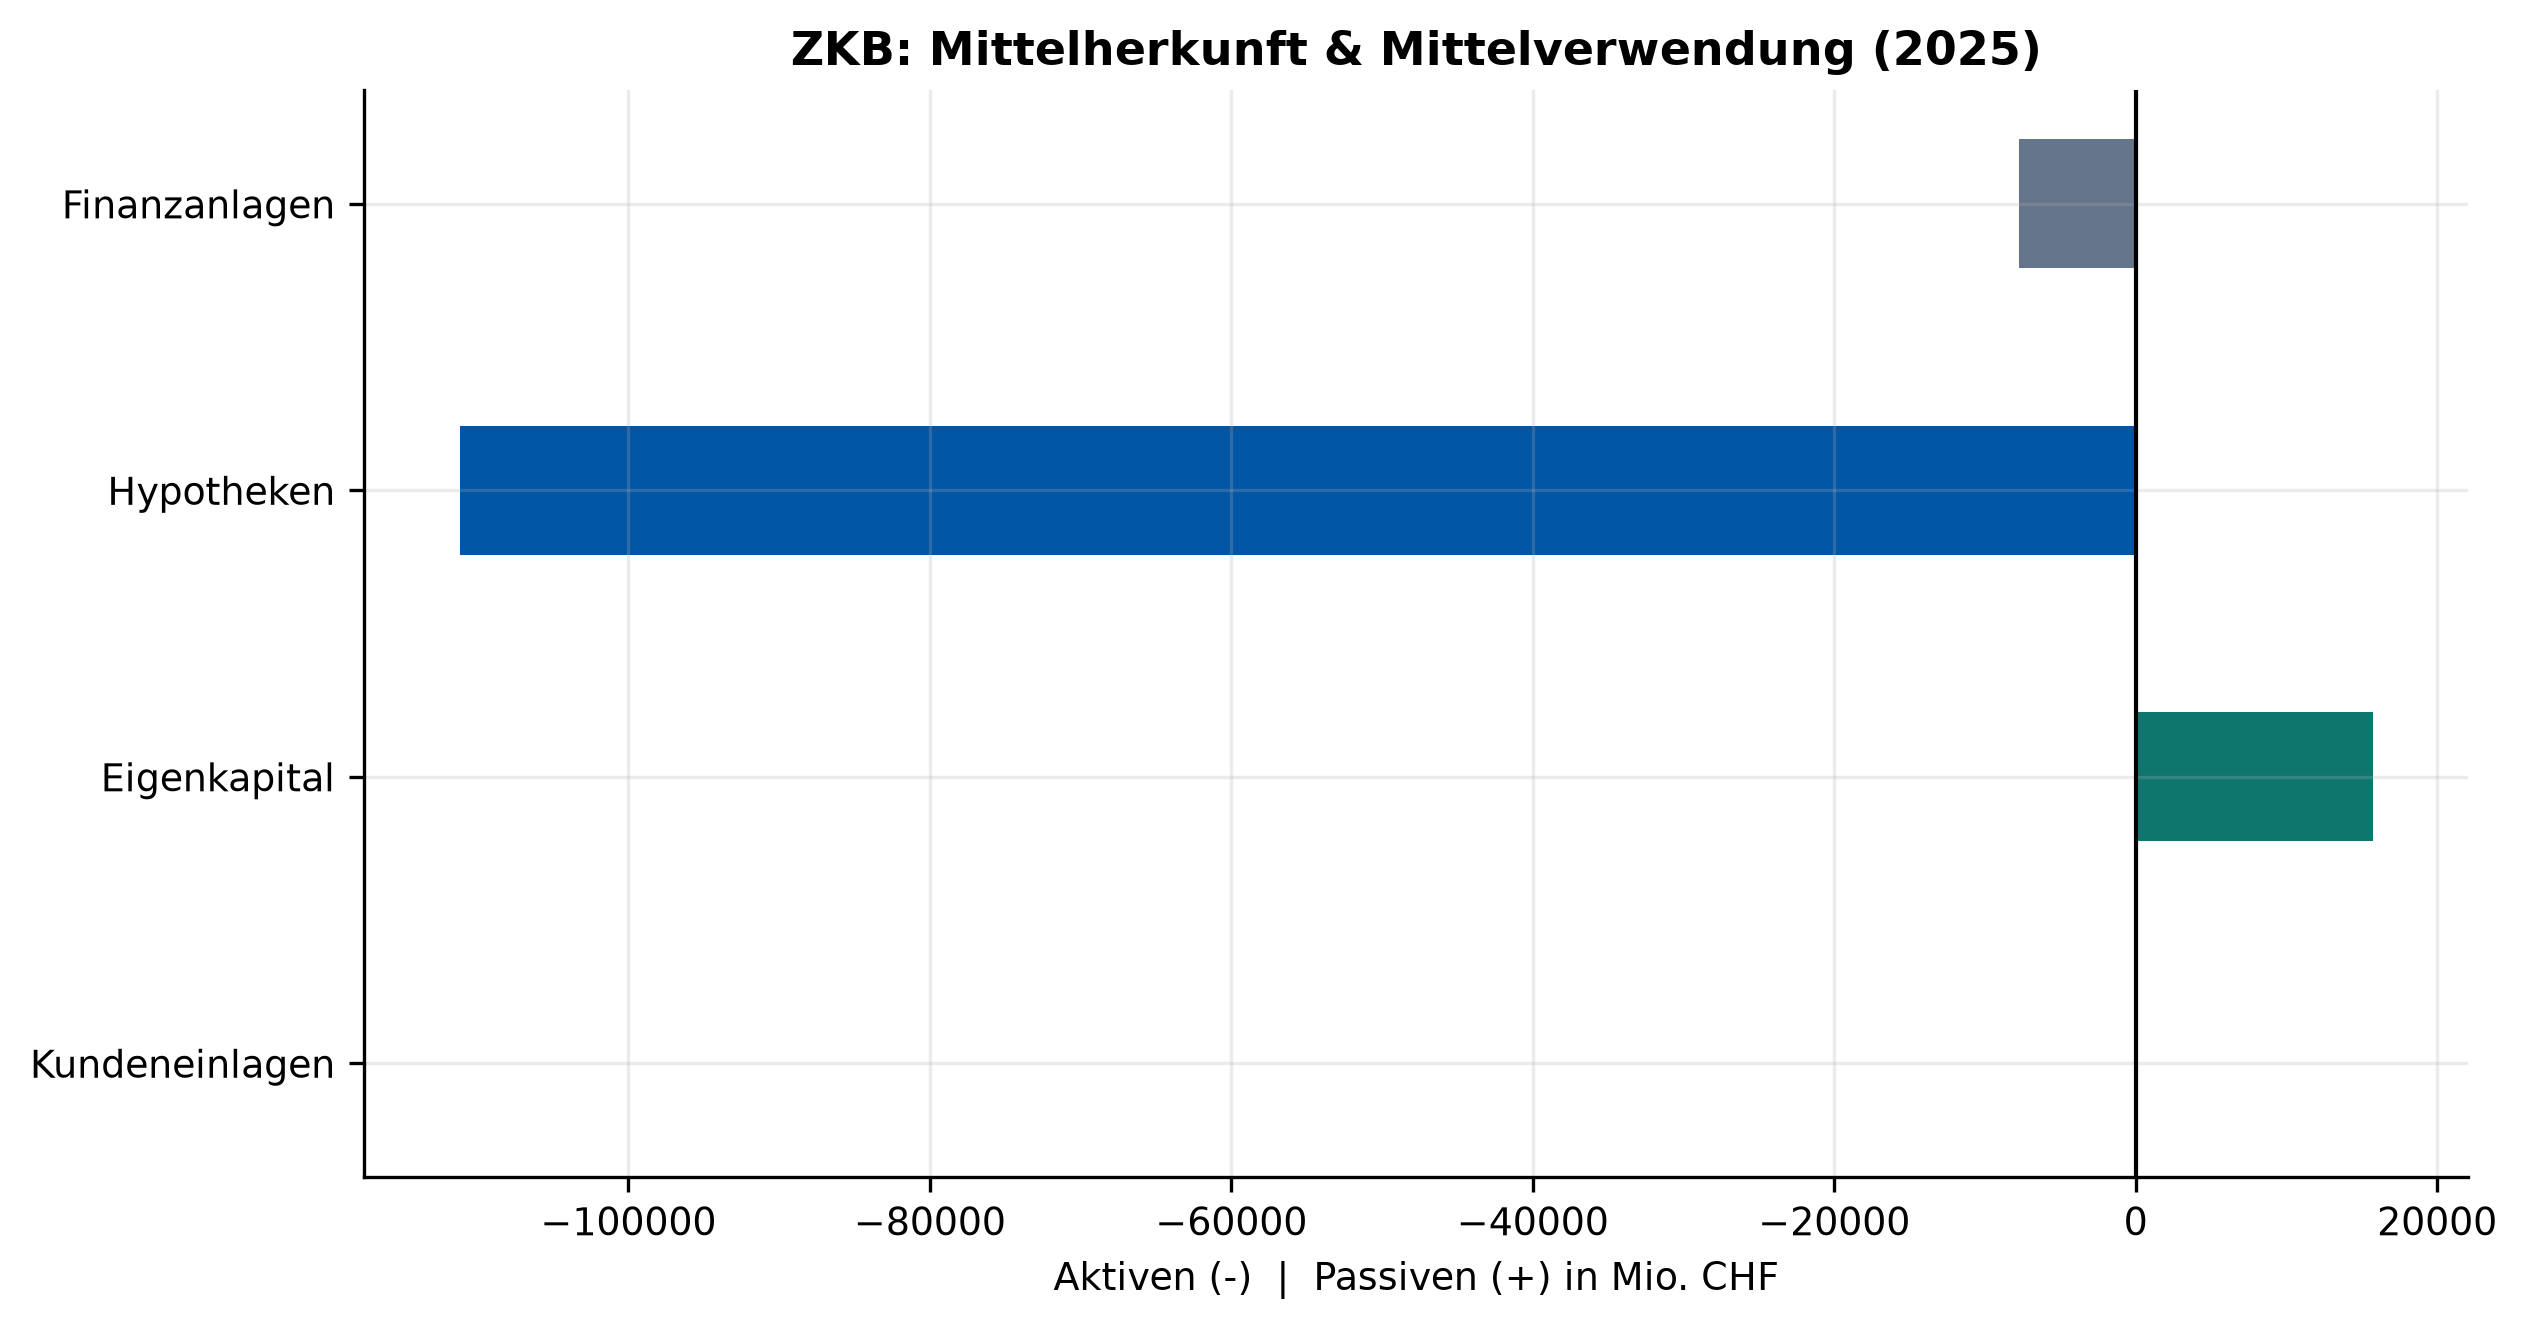 ZKB: Mittelherkunft & Mittelverwendung (2025)
Finanzanlagen
Hypotheken
Eigenkapital
Kundeneinlagen
−100000 −80000 −60000 −40000 −20000 0 20000
Aktiven (-) | Passiven (+) in Mio. CHF